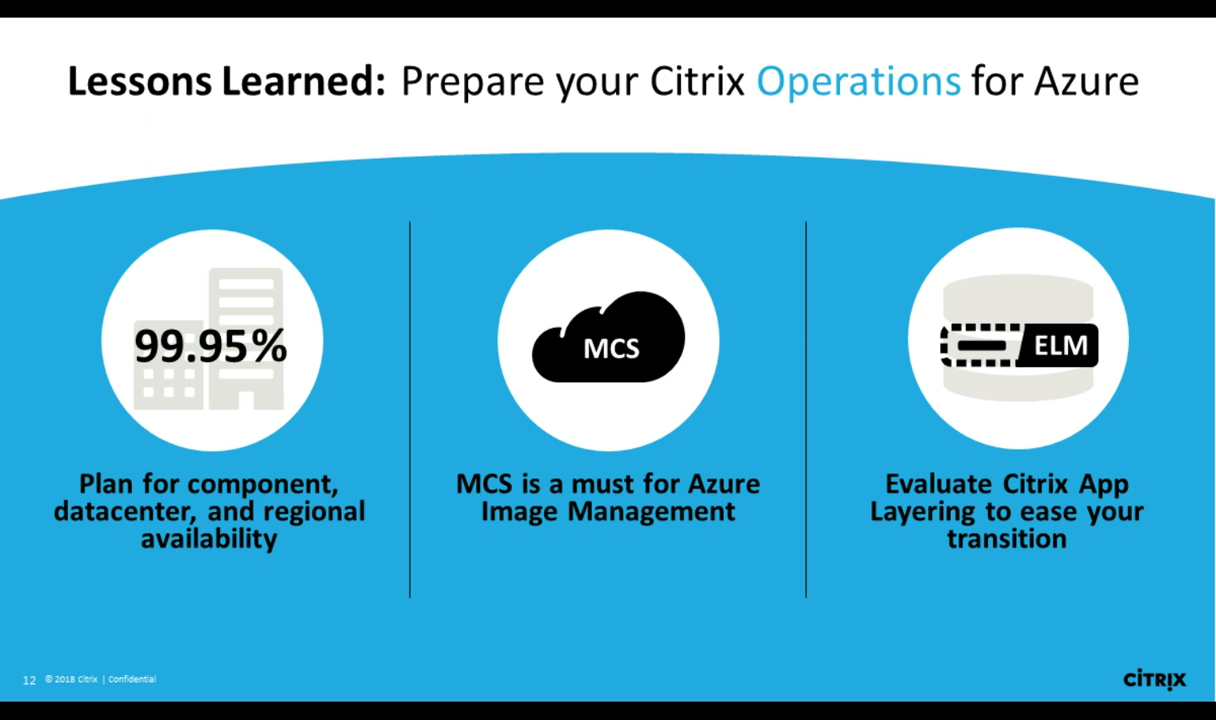 Lessons Learned: Prepare your Citrix Operations for Azure
99.95%
Plan for component,
datacenter, and regional
availability
MCS
MCS is a must for Azure
Image Management
ELM
Evaluate Citrix App
Layering to ease your
transition
12 © 2018 Citrix | Confidential
CİTRIX